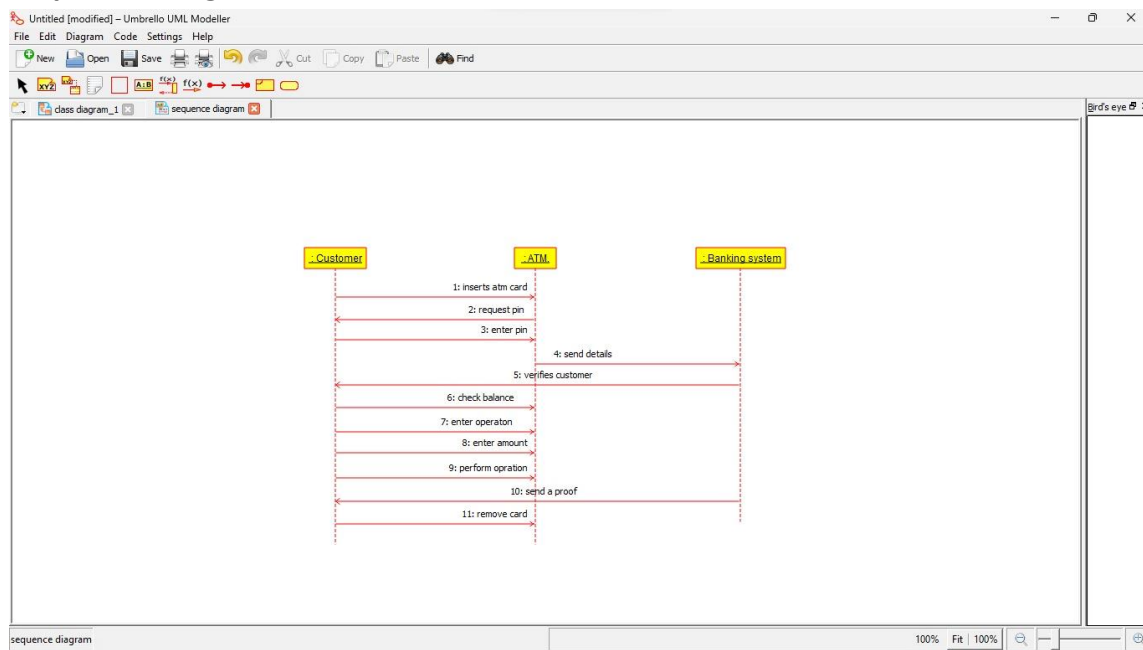 Untitled [modified] – Umbrello UML Modeller
File Edit Diagram Code Settings Help
New Open Save Cut Copy Paste Find
XYZ A:B f(x) f(x)
class diagram_1 sequence diagram Bird's eye
: Customer :ATM. : Banking system
1: inserts atm card
2: request pin
3: enter pin
4: send details
5: verifies customer
6: check balance
7: enter operaton
8: enter amount
9: perform opration
10: send a proof
11: remove card
sequence diagram 100% Fit 100%